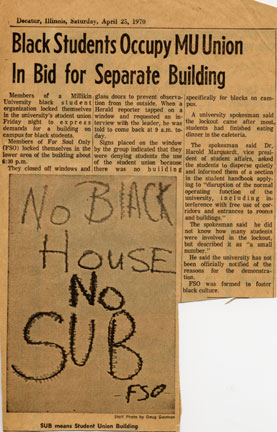 Decatur, Illinois, Saturday, April 25, 1970
Black Students Occupy MU Union
In Bid for Separate Building
Members of a Millikin
University black student
organization locked themselves
in the university's student union
Friday night to express
demands for a building on
campus for black students.
Members of For Soul Only
(FSO) locked themselves in the
lower area of the building about
6:30 p.m.
They closed off windows and
glass doors to prevent observa-
tion from the outside. When a
Herald reporter tapped on a
window and requested an in-
terview with the leader, he was
told to come back at 9 a.m. to-
day.
Signs placed on the window
by the group indicated that they
were denying students the use
of the student union because
there was no building
specifically for blacks on cam-
pus.
A university spokesman said
the lockout came after most
students had finished eating
dinner in the cafeteria.
The spokesman said Dr.
Harold Marquardt, vice presi-
dent of student affairs, asked
the students to disperse quietly
and informed them of a section
in the student handbook apply-
ing to "disruption of the normal
operating function of the
university, including in-
terference with free use of cor-
ridors and entrances to rooms
and buildings."
The spokesman said he did
not know how many students
were involved in the lockout,
but described it as "a small
number."
He said the university has not
been officially notified of the
reasons for the demonstra-
tion.
FSO was formed to foster
black culture.
NO BLACK
HOUSE
NO
SUB
-FSO
Staff Photo by Doug
SUB means Student Union Building